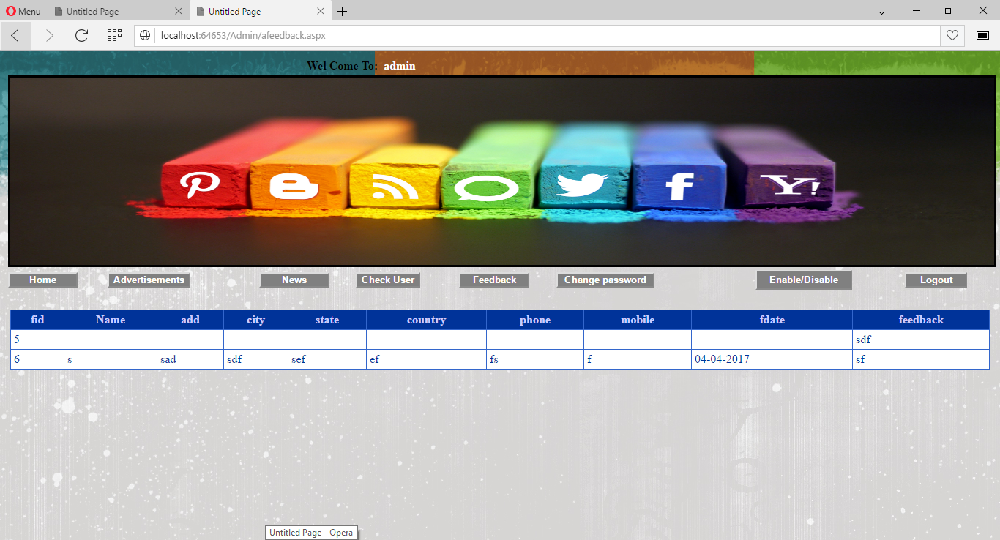 Menu Untitled Page Untitled Page
localhost:64653/Admin/afeedback.aspx
Wel Come To: admin
f Y!
Home Advertisements News Check User Feedback Change password Enable/Disable Logout
fid Name add city state country phone mobile fdate feedback
5 sdf
6 s sad sdf sef ef fs f 04-04-2017 sf
Untitled Page - Opera